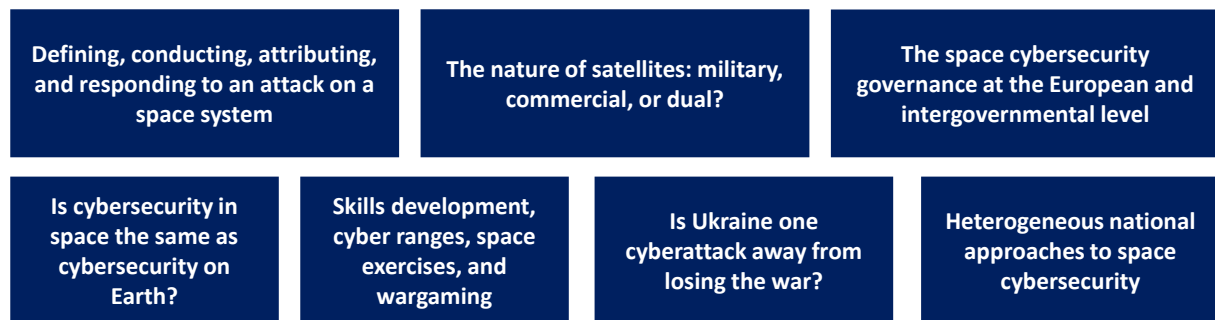 Defining, conducting, attributing,
and responding to an attack on a
space system
The nature of satellites: military,
commercial, or dual?
The space cybersecurity
governance at the European and
intergovernmental level
Is cybersecurity in
space the same as
cybersecurity on
Earth?
Skills development,
cyber ranges, space
exercises, and
wargaming
Is Ukraine one
cyberattack away from
losing the war?
Heterogeneous national
approaches to space
cybersecurity